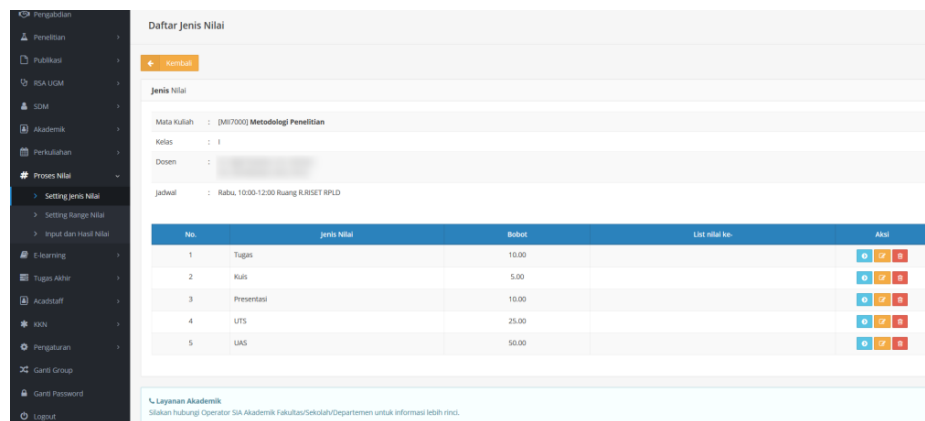 Pengabdian
Penelitian
Publikasi
RSA UGM
SDM
Akademik
Perkuliahan
Proses Nilai
Setting Jenis Nilai
Setting Range Nilai
Input dan Hasil Nilai
E-learning
Tugas Akhir
Acadstaff
KKN
Pengaturan
Ganti Group
Ganti Password
Logout
Daftar Jenis Nilai
Kembali
Jenis Nilai
Mata Kuliah : [MII7000] Metodologi Penelitian
Kelas : I
Dosen :
Jadwal : Rabu, 10:00-12:00 Ruang R.RISET RPLD
No. Jenis Nilai Bobot List nilai ke- Aksi
1 Tugas 10.00
2 Kuis 5.00
3 Presentasi 10.00
4 UTS 25.00
5 UAS 50.00
Layanan Akademik
Silakan hubungi Operator SIA Akademik Fakultas/Sekolah/Departemen untuk informasi lebih rinci.